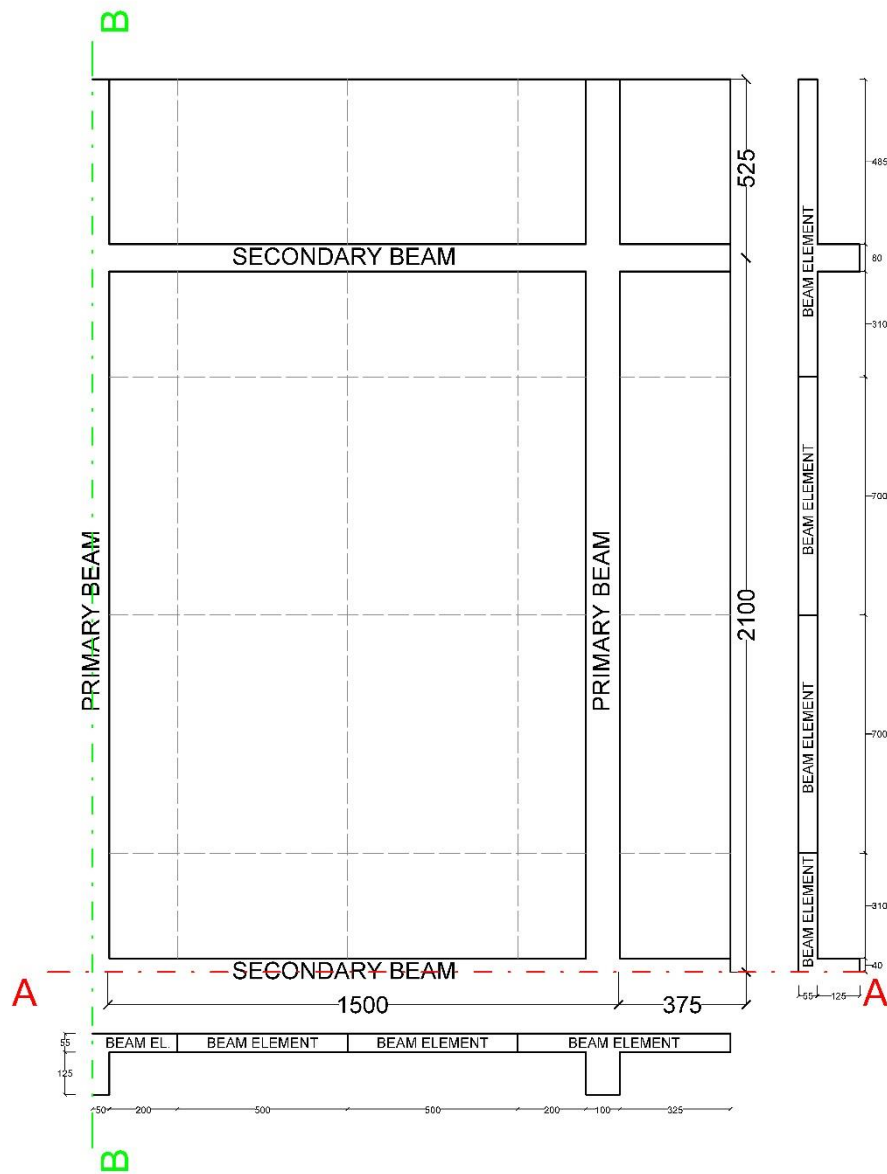 B
525
485
SECONDARY BEAM
80
BEAM ELEMENT
310
BEAM ELEMENT
700
PRIMARY BEAM
PRIMARY BEAM
2100
BEAM ELEMENT
700
BEAM ELEMENT
310
A
SECONDARY BEAM
40
A
1500
375
55
125
55
BEAM EL.
BEAM ELEMENT
BEAM ELEMENT
BEAM ELEMENT
125
50
200
500
500
200
100
325
B